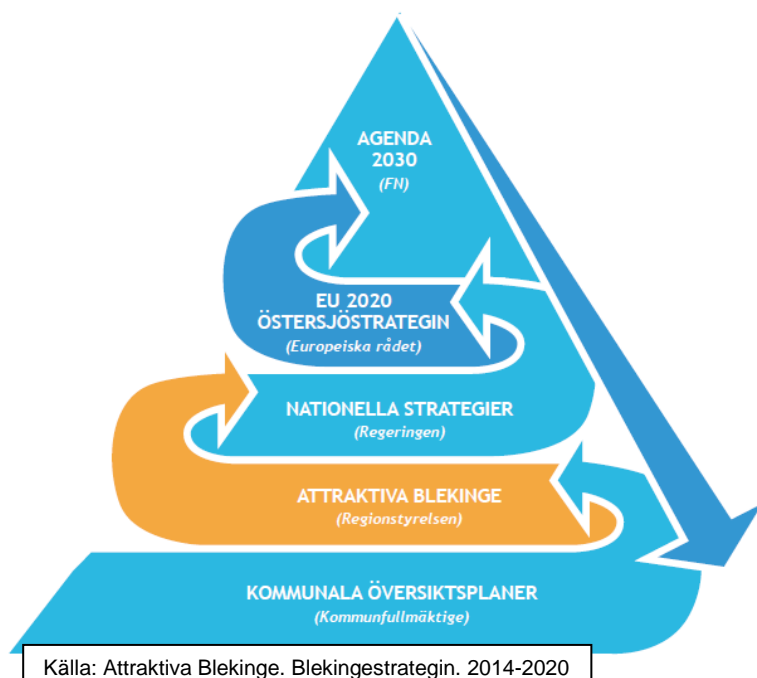 AGENDA
2030
(FN)
EU 2020
ÖSTERSJÖSTRATEGIN
(Europeiska rådet)
NATIONELLA STRATEGIER
(Regeringen)
ATTRAKTIVA BLEKINGE
(Regionstyrelsen)
KOMMUNALA ÖVERSIKTSPLANER
(Kommunfullmäktige)
Källa: Attraktiva Blekinge. Blekingestrategin. 2014-2020